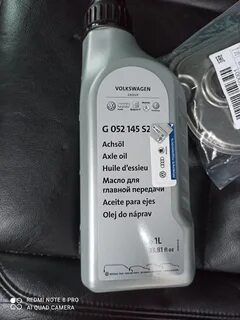 VOLKSWAGEN
G 052 145 S2
Achsöl
Axle oil
Huile d'essieu
Масло для
главной передачи
Aceite para ejes
Olej do náprav
1L
REDMI NOTE 8 PRO
AI QUAD CAMERA